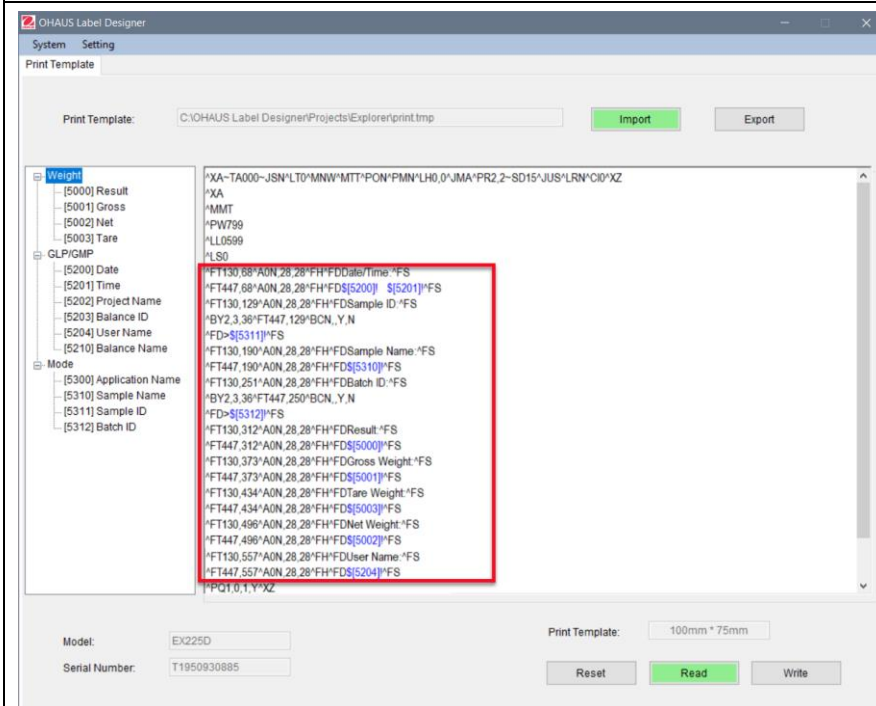 OHAUS Label Designer
System Setting
Print Template
Print Template: C:\OHAUS Label Designer\Projects\Explorer\print.tmp Import Export
Weight
[5000] Result
[5001] Gross
[5002] Net
[5003] Tare
GLP/GMP
[5200] Date
[5201] Time
[5202] Project Name
[5203] Balance ID
[5204] User Name
[5210] Balance Name
Mode
[5300] Application Name
[5310] Sample Name
[5311] Sample ID
[5312] Batch ID
^XA~TA000~JSN^LT0^MNW^MTT^PON^PMN^LH0,0^JMA^PR2,2~SD15^JUS^LRN^CI0^XZ
^XA
^MMT
^PW799
^LL0599
^LS0
^FT130,68^A0N,28,28^FH^FDDate/Time:^FS
^FT447,68^A0N,28,28^FH^FD$[5200]! $[5201]!^FS
^FT130,129^A0N,28,28^FH^FDSample ID:^FS
^BY2,3,36^FT447,129^BCN,,Y,N
^FD>$[5311]!^FS
^FT130,190^A0N,28,28^FH^FDSample Name:^FS
^FT447,190^A0N,28,28^FH^FD$[5310]!^FS
^FT130,251^A0N,28,28^FH^FDBatch ID:^FS
^BY2,3,36^FT447,250^BCN,,Y,N
^FD>$[5312]!^FS
^FT130,312^A0N,28,28^FH^FDResult:^FS
^FT447,312^A0N,28,28^FH^FD$[5000]!^FS
^FT130,373^A0N,28,28^FH^FDGross Weight:^FS
^FT447,373^A0N,28,28^FH^FD$[5001]!^FS
^FT130,434^A0N,28,28^FH^FDTare Weight:^FS
^FT447,434^A0N,28,28^FH^FD$[5003]!^FS
^FT130,496^A0N,28,28^FH^FDNet Weight:^FS
^FT447,496^A0N,28,28^FH^FD$[5002]!^FS
^FT130,557^A0N,28,28^FH^FDUser Name:^FS
^FT447,557^A0N,28,28^FH^FD$[5204]!^FS
^PQ1,0,1,Y^XZ
Print Template: 100mm * 75mm
Model: EX225D
Serial Number: T1950930885
Reset Read Write